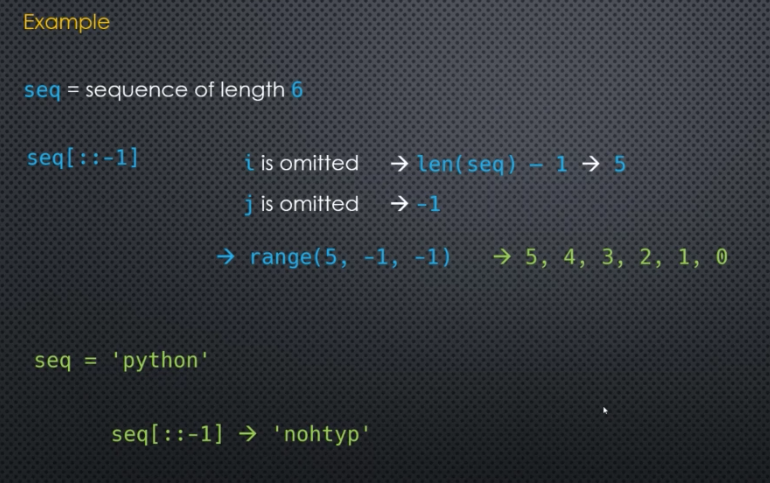 Example
seq = sequence of length 6
seq[::-1] i is omitted → len(seq) – 1 → 5
j is omitted → -1
→ range(5, -1, -1) → 5, 4, 3, 2, 1, 0
seq = 'python'
seq[::-1] → 'nohtyp'